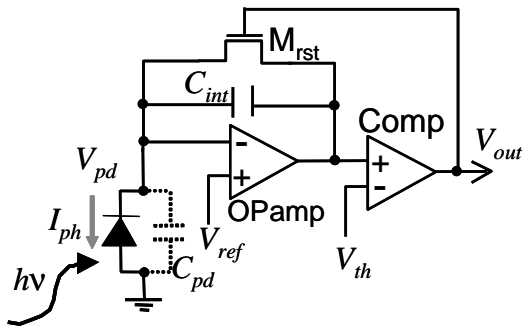 M_rst
C_int
Comp
V_out
V_pd
-
+
+
-
OPamp
I_ph
V_ref
C_pd
V_th
hν